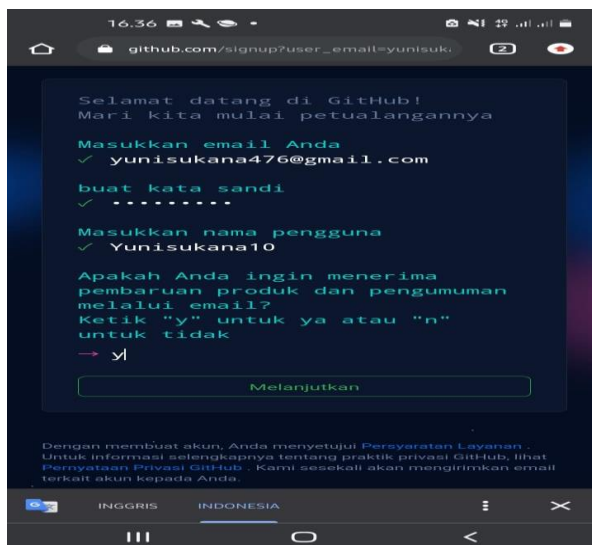 16.36
github.com/signup?user_email=yunisuk
2
Selamat datang di GitHub!
Mari kita mulai petualangannya
Masukkan email Anda
✓ yunisukana476@gmail.com
buat kata sandi
✓ •••••••••
Masukkan nama pengguna
✓ Yunisukana10
Apakah Anda ingin menerima
pembaruan produk dan pengumuman
melalui email?
Ketik "y" untuk ya atau "n"
untuk tidak
→ y
Melanjutkan
Dengan membuat akun, Anda menyetujui Persyaratan Layanan .
Untuk informasi selengkapnya tentang praktik privasi GitHub, lihat
Pernyataan Privasi GitHub . Kami sesekali akan mengirimkan email
terkait akun kepada Anda.
INGGRIS INDONESIA